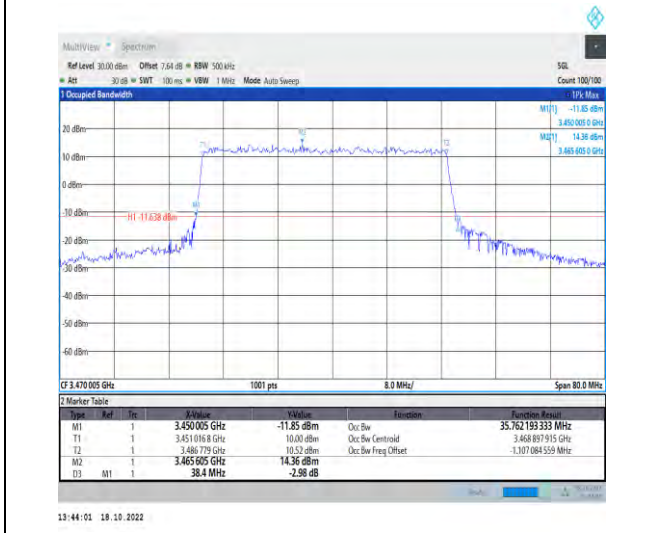 MultiView Spectrum
Ref Level 30.00 dBm Offset 7.64 dB RBW 500 kHz SGL
Att 30 dB SWT 100 ms VBW 1 MHz Mode Auto Sweep Count 100/100
1 Occupied Bandwidth 1Pk Max
M1[1] -11.85 dBm
3.450 005 0 GHz
M2[1] 14.36 dBm
3.465 605 0 GHz
20 dBm
M2
T1
T2
10 dBm
0 dBm
M1
-10 dBm
H1 -11.638 dBm
-20 dBm
-30 dBm
-40 dBm
-50 dBm
-60 dBm
CF 3.470 005 GHz 1001 pts 8.0 MHz/ Span 80.0 MHz
2 Marker Table
Type Ref Trc X-Value Y-Value Function Function Result
M1 1 3.450 005 GHz -11.85 dBm Occ Bw 35.762 193 333 MHz
T1 1 3.451 016 8 GHz 10.00 dBm Occ Bw Centroid 3.468 897 915 GHz
T2 1 3.486 779 GHz 10.52 dBm Occ Bw Freq Offset -1.107 084 559 MHz
M2 1 3.465 605 GHz 14.36 dBm
D3 M1 1 38.4 MHz -2.98 dB
13:44:01 18.10.2022